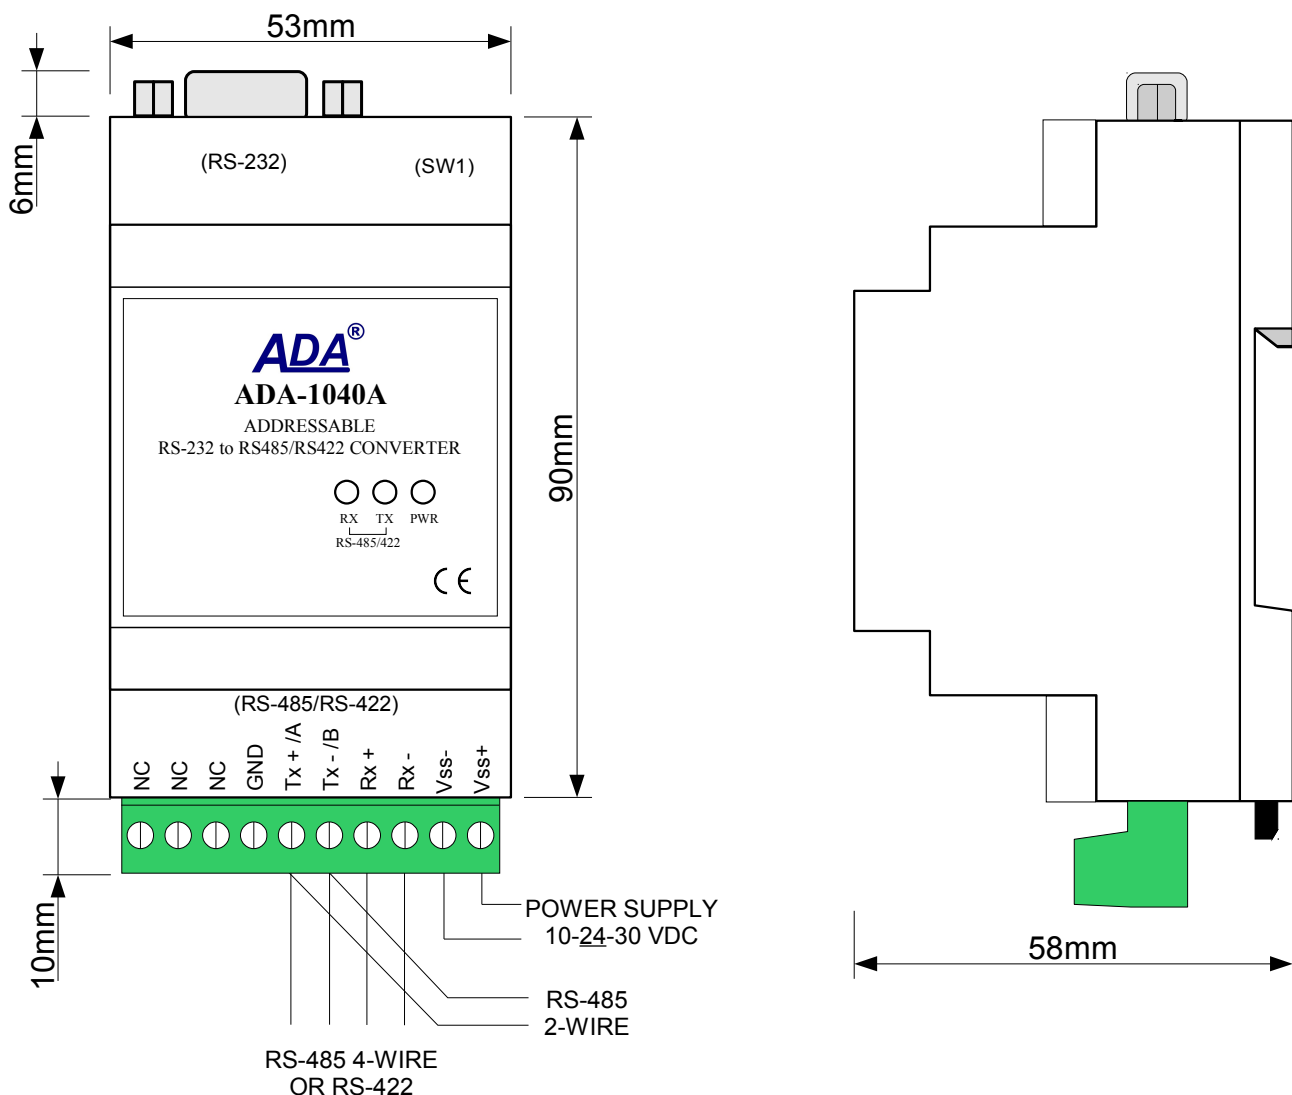 53mm
6mm
(RS-232)
(SW1)
ADA®
ADA-1040A
ADDRESSABLE
RS-232 to RS485/RS422 CONVERTER
RX TX PWR
RS-485/422
CE
90mm
(RS-485/RS-422)
NC
NC
NC
GND
Tx + /A
Tx - /B
Rx +
Rx -
Vss-
Vss+
10mm
POWER SUPPLY
10-24-30 VDC
RS-485
2-WIRE
RS-485 4-WIRE
OR RS-422
58mm